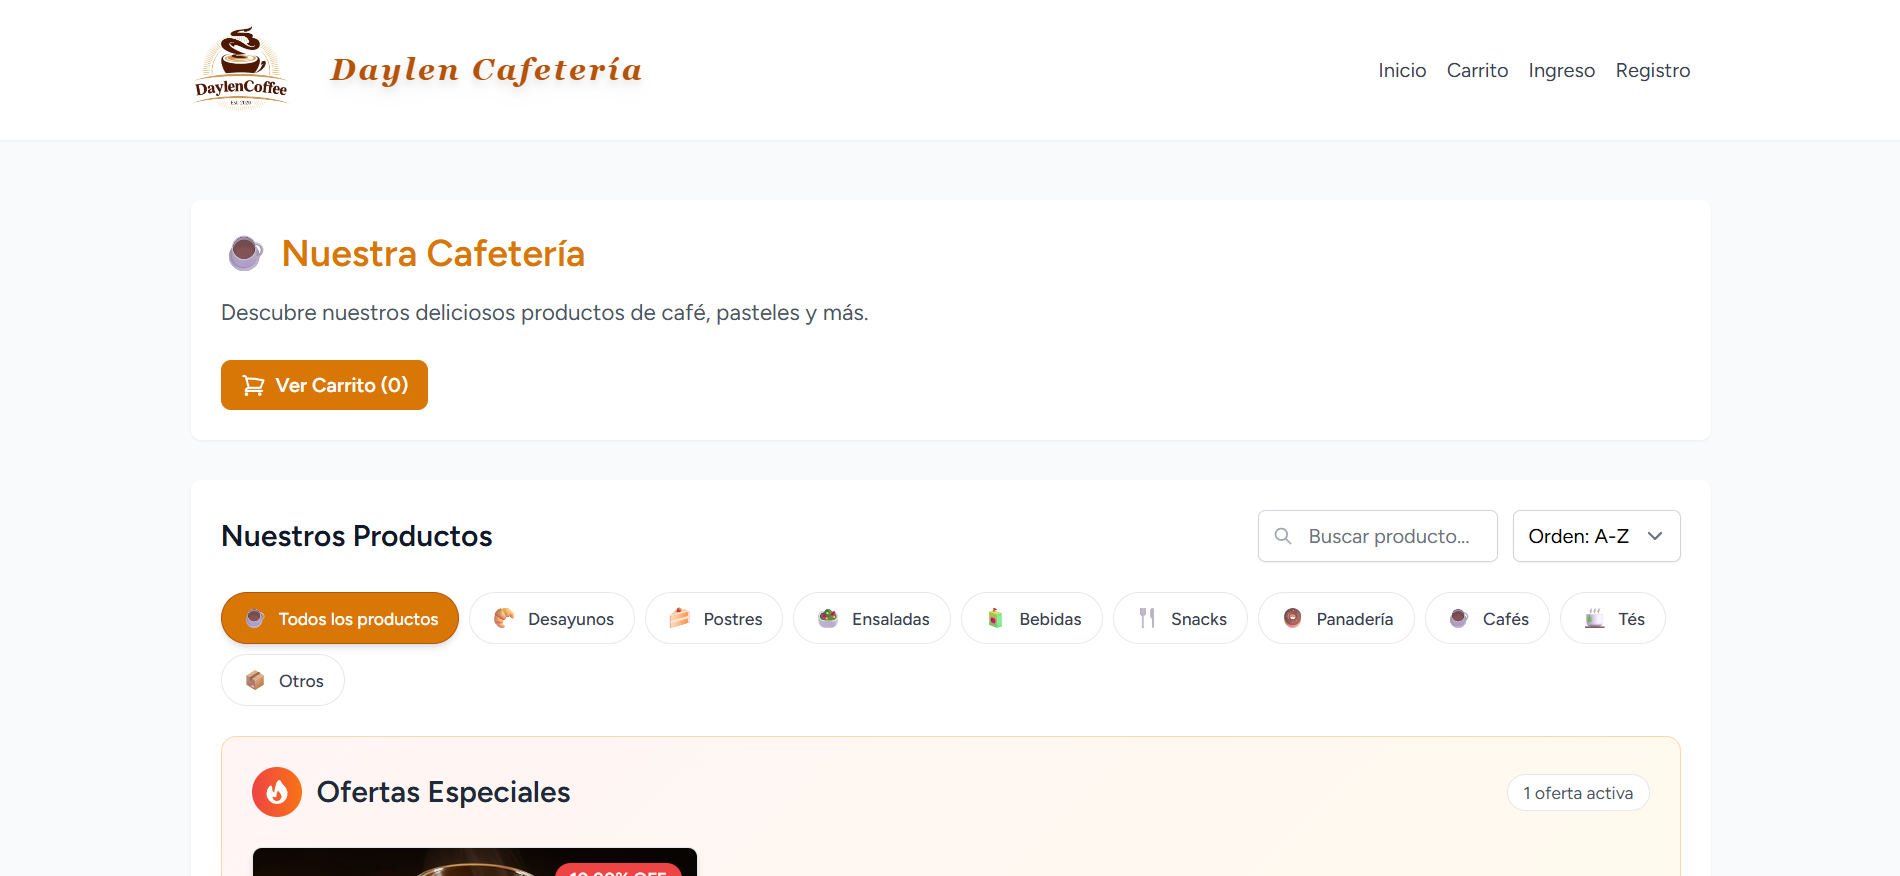 DaylenCoffee
Est. 2020
Daylen Cafetería
Inicio Carrito Ingreso Registro
Nuestra Cafetería
Descubre nuestros deliciosos productos de café, pasteles y más.
Ver Carrito (0)
Nuestros Productos
Buscar producto...
Orden: A-Z
Todos los productos
Desayunos
Postres
Ensaladas
Bebidas
Snacks
Panadería
Cafés
Tés
Otros
Ofertas Especiales
1 oferta activa